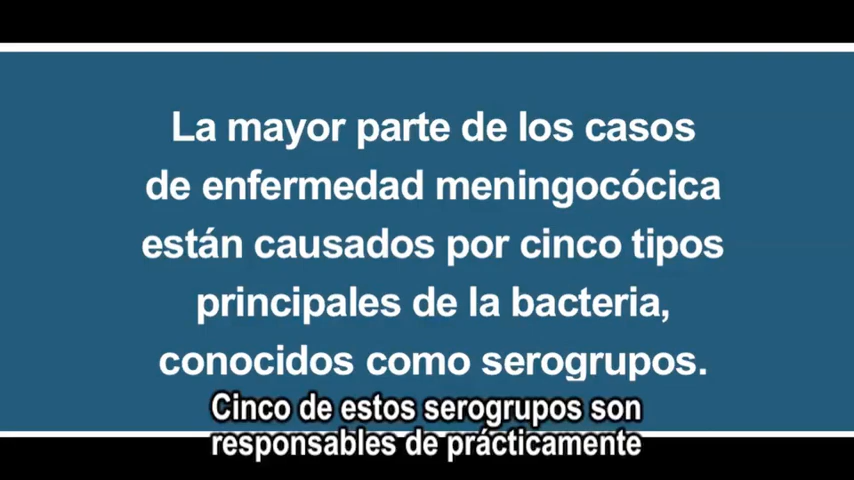 La mayor parte de los casos
de enfermedad meningocócica
están causados por cinco tipos
principales de la bacteria,
conocidos como serogrupos.
Cinco de estos serogrupos son
responsables de prácticamente